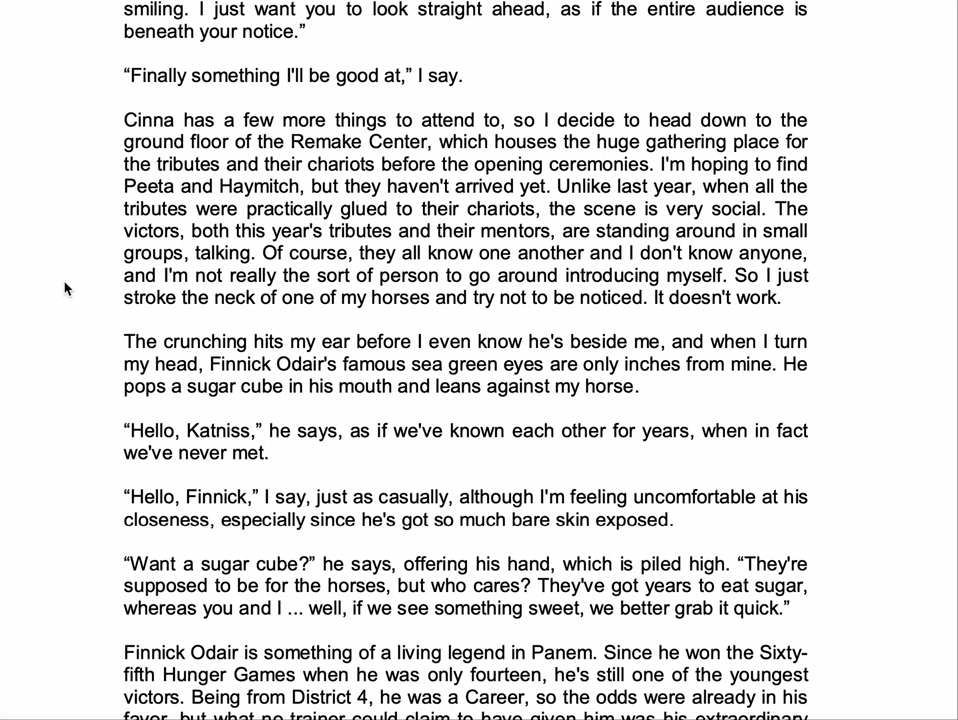 smiling. I just want you to look straight ahead, as if the entire audience is
beneath your notice.”
“Finally something I'll be good at,” I say.
Cinna has a few more things to attend to, so I decide to head down to the
ground floor of the Remake Center, which houses the huge gathering place for
the tributes and their chariots before the opening ceremonies. I'm hoping to find
Peeta and Haymitch, but they haven't arrived yet. Unlike last year, when all the
tributes were practically glued to their chariots, the scene is very social. The
victors, both this year's tributes and their mentors, are standing around in small
groups, talking. Of course, they all know one another and I don't know anyone,
and I'm not really the sort of person to go around introducing myself. So I just
stroke the neck of one of my horses and try not to be noticed. It doesn't work.
The crunching hits my ear before I even know he's beside me, and when I turn
my head, Finnick Odair's famous sea green eyes are only inches from mine. He
pops a sugar cube in his mouth and leans against my horse.
“Hello, Katniss,” he says, as if we've known each other for years, when in fact
we've never met.
“Hello, Finnick,” I say, just as casually, although I'm feeling uncomfortable at his
closeness, especially since he's got so much bare skin exposed.
“Want a sugar cube?” he says, offering his hand, which is piled high. “They're
supposed to be for the horses, but who cares? They've got years to eat sugar,
whereas you and I ... well, if we see something sweet, we better grab it quick.”
Finnick Odair is something of a living legend in Panem. Since he won the Sixty-
fifth Hunger Games when he was only fourteen, he's still one of the youngest
victors. Being from District 4, he was a Career, so the odds were already in his
favor, but what no trainer could claim to have given him was his extraordinary